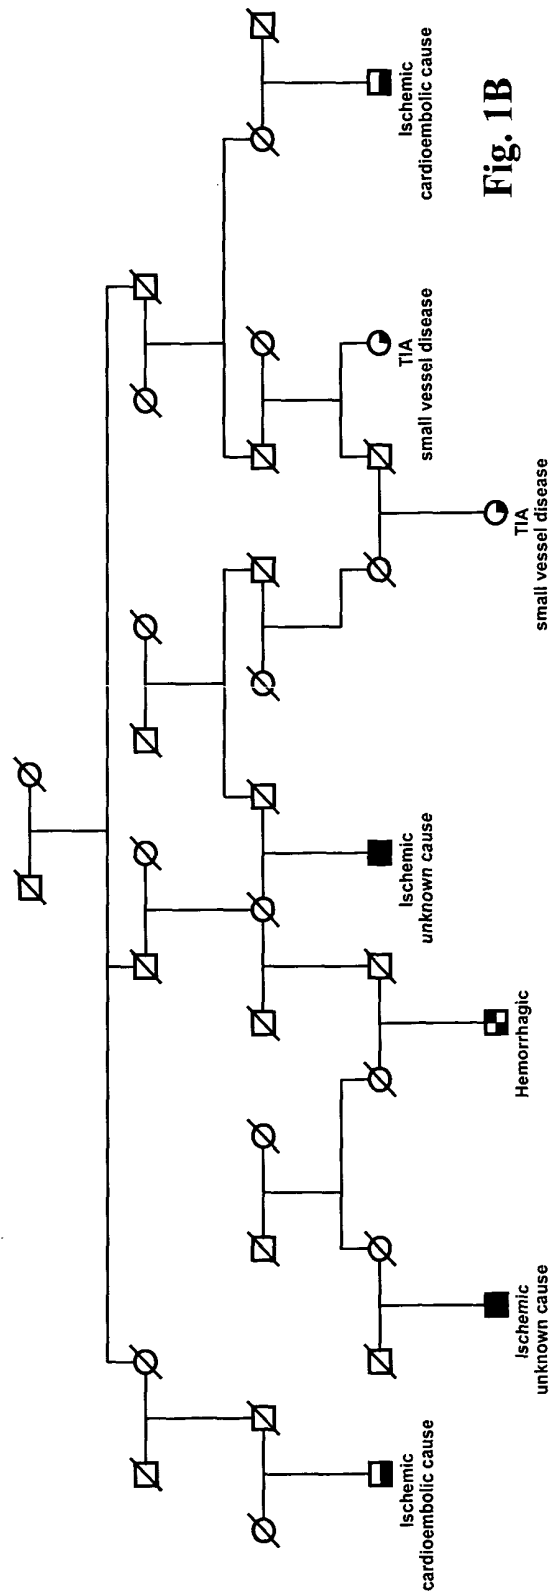 Ischemic
cardioembolic cause
Ischemic
unknown cause
Hemorrhagic
Ischemic
unknown cause
TIA
small vessel disease
TIA
small vessel disease
Ischemic
cardioembolic cause
Fig. 1B